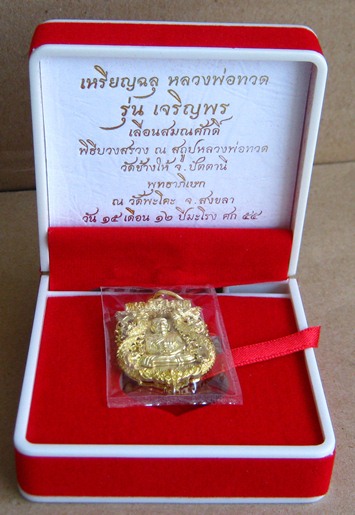 เหรียญฉลุ หลวงพ่อทวด
รุ่น เจริญพร
เลื่อนสมณศักดิ์
พิธีบวงสรวง ณ สถูปหลวงพ่อทวด
วัดช้างให้ จ.ปัตตานี
พุทธาภิเษก
ณ วัดพะโคะ จ.สงขลา
วัน ๑๕ เดือน ๑๒ ปีมะโรง ศก ๕๕